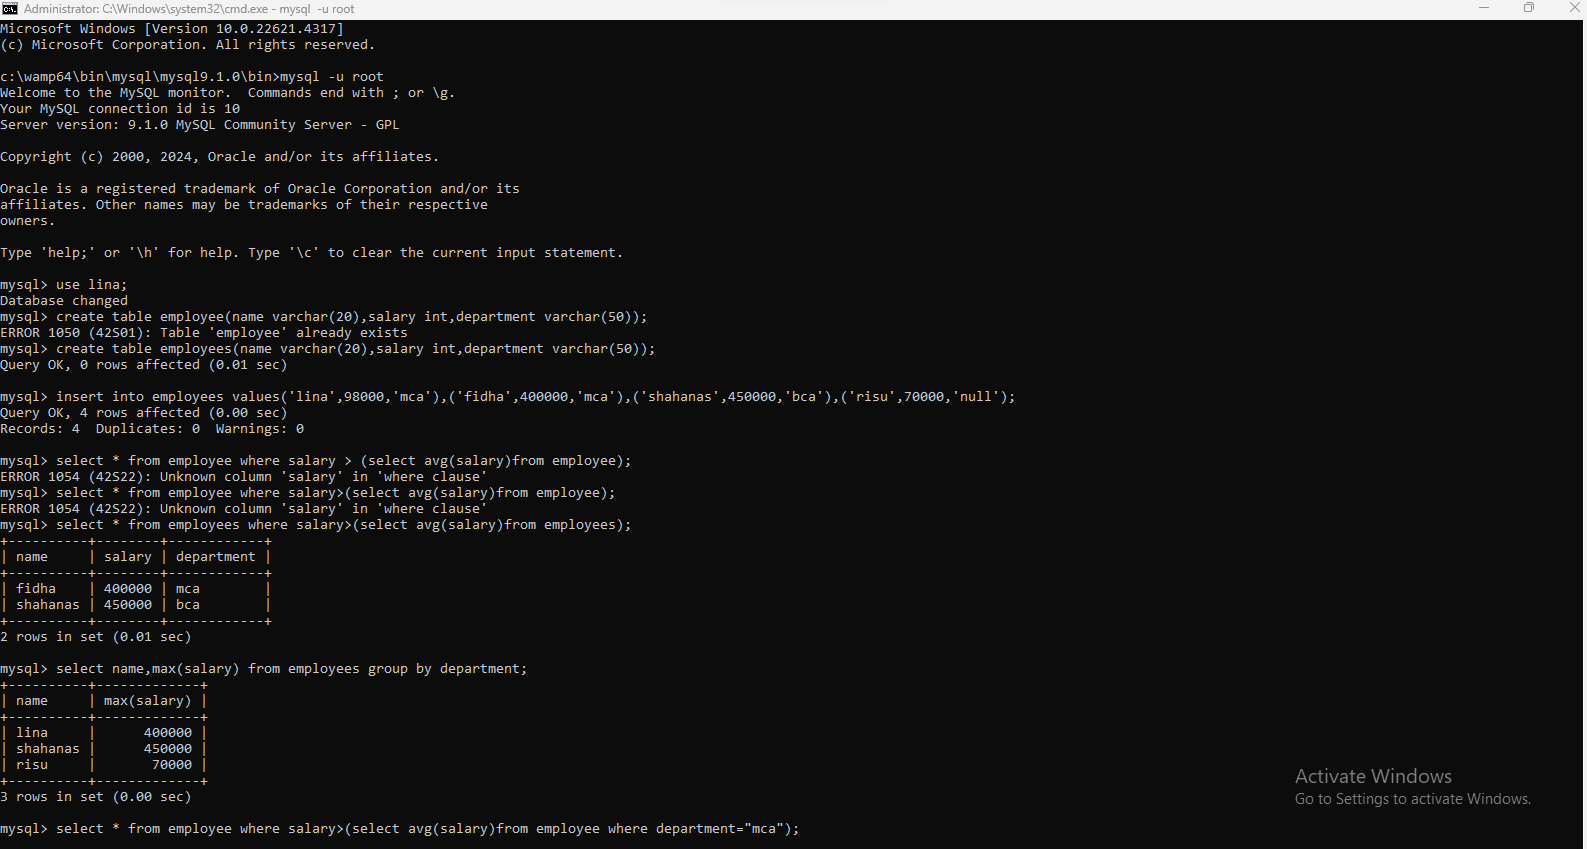 Administrator: C:\Windows\system32\cmd.exe - mysql -u root
Microsoft Windows [Version 10.0.22621.4317]
(c) Microsoft Corporation. All rights reserved.
c:\wamp64\bin\mysql\mysql9.1.0\bin>mysql -u root
Welcome to the MySQL monitor.  Commands end with ; or \g.
Your MySQL connection id is 10
Server version: 9.1.0 MySQL Community Server - GPL
Copyright (c) 2000, 2024, Oracle and/or its affiliates.
Oracle is a registered trademark of Oracle Corporation and/or its
affiliates. Other names may be trademarks of their respective
owners.
Type 'help;' or '\h' for help. Type '\c' to clear the current input statement.
mysql> use lina;
Database changed
mysql> create table employee(name varchar(20),salary int,department varchar(50));
ERROR 1050 (42S01): Table 'employee' already exists
mysql> create table employees(name varchar(20),salary int,department varchar(50));
Query OK, 0 rows affected (0.01 sec)
mysql> insert into employees values('lina',98000,'mca'),('fidha',400000,'mca'),('shahanas',450000,'bca'),('risu',70000,'null');
Query OK, 4 rows affected (0.00 sec)
Records: 4  Duplicates: 0  Warnings: 0
mysql> select * from employee where salary > (select avg(salary)from employee);
ERROR 1054 (42S22): Unknown column 'salary' in 'where clause'
mysql> select * from employee where salary>(select avg(salary)from employee);
ERROR 1054 (42S22): Unknown column 'salary' in 'where clause'
mysql> select * from employees where salary>(select avg(salary)from employees);
+----------+--------+------------+
| name     | salary | department |
+----------+--------+------------+
| fidha    | 400000 | mca        |
| shahanas | 450000 | bca        |
+----------+--------+------------+
2 rows in set (0.01 sec)
mysql> select name,max(salary) from employees group by department;
+----------+-------------+
| name     | max(salary) |
+----------+-------------+
| lina     |      400000 |
| shahanas |      450000 |
| risu     |       70000 |
+----------+-------------+
3 rows in set (0.00 sec)
mysql> select * from employee where salary>(select avg(salary)from employee where department="mca");
Activate Windows
Go to Settings to activate Windows.